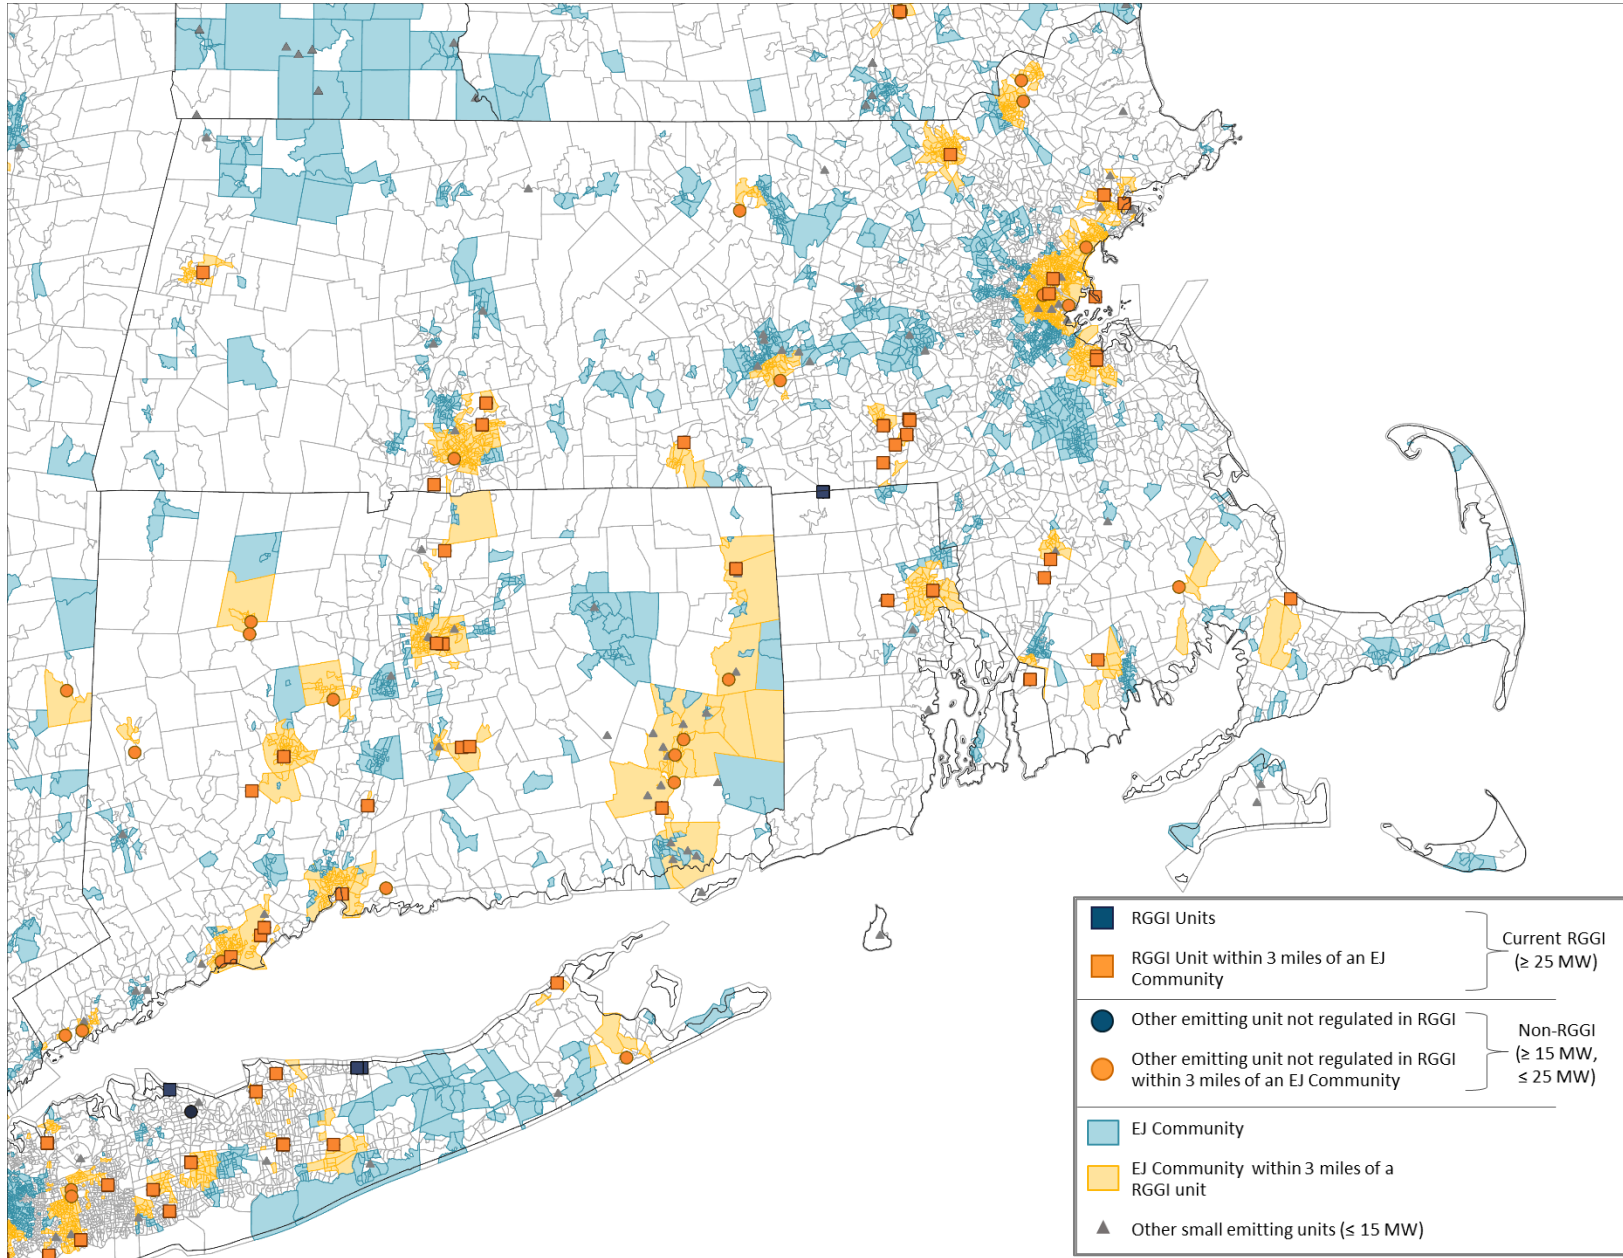 RGGI Units
RGGI Unit within 3 miles of an EJ
Community
Current RGGI
(≥ 25 MW)
Other emitting unit not regulated in RGGI
Other emitting unit not regulated in RGGI
within 3 miles of an EJ Community
Non-RGGI
(≥ 15 MW,
≤ 25 MW)
EJ Community
EJ Community within 3 miles of a
RGGI unit
Other small emitting units (≤ 15 MW)